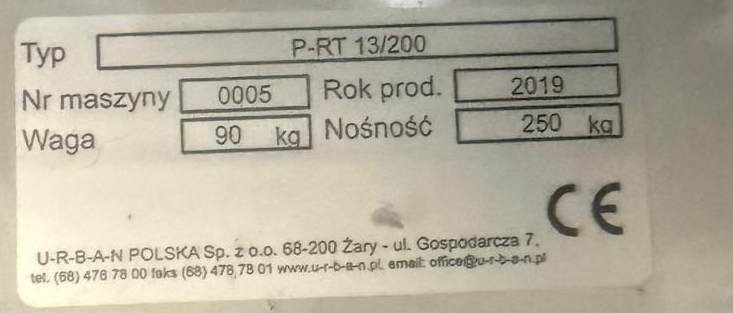 Typ P-RT 13/200
Nr maszyny 0005 Rok prod. 2019
Waga 90 kg Nośność 250 kg
CE
U-R-B-A-N POLSKA Sp. z o.o. 68-200 Żary - ul. Gospodarcza 7,
tel. (68) 478 78 00 faks (68) 478 78 01 www.u-r-b-a-n.pl. email: office@u-r-b-a-n.pl